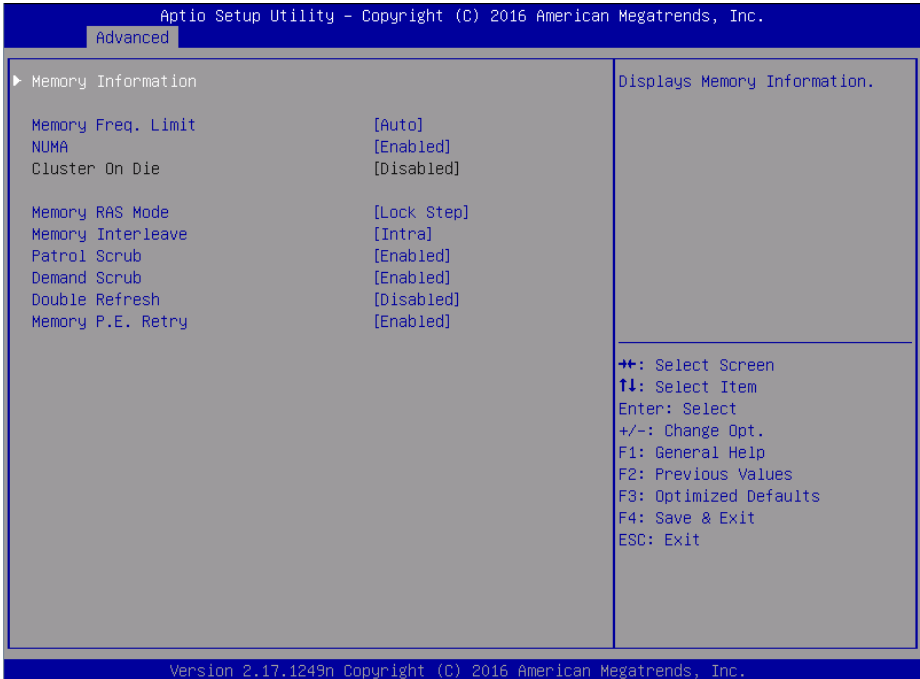 Aptio Setup Utility – Copyright (C) 2016 American Megatrends, Inc.
Advanced
▶ Memory Information
Memory Freq. Limit [Auto]
NUMA [Enabled]
Cluster On Die [Disabled]
Memory RAS Mode [Lock Step]
Memory Interleave [Intra]
Patrol Scrub [Enabled]
Demand Scrub [Enabled]
Double Refresh [Disabled]
Memory P.E. Retry [Enabled]
Displays Memory Information.
→←: Select Screen
↑↓: Select Item
Enter: Select
+/-: Change Opt.
F1: General Help
F2: Previous Values
F3: Optimized Defaults
F4: Save & Exit
ESC: Exit
Version 2.17.1249n Copyright (C) 2016 American Megatrends, Inc.